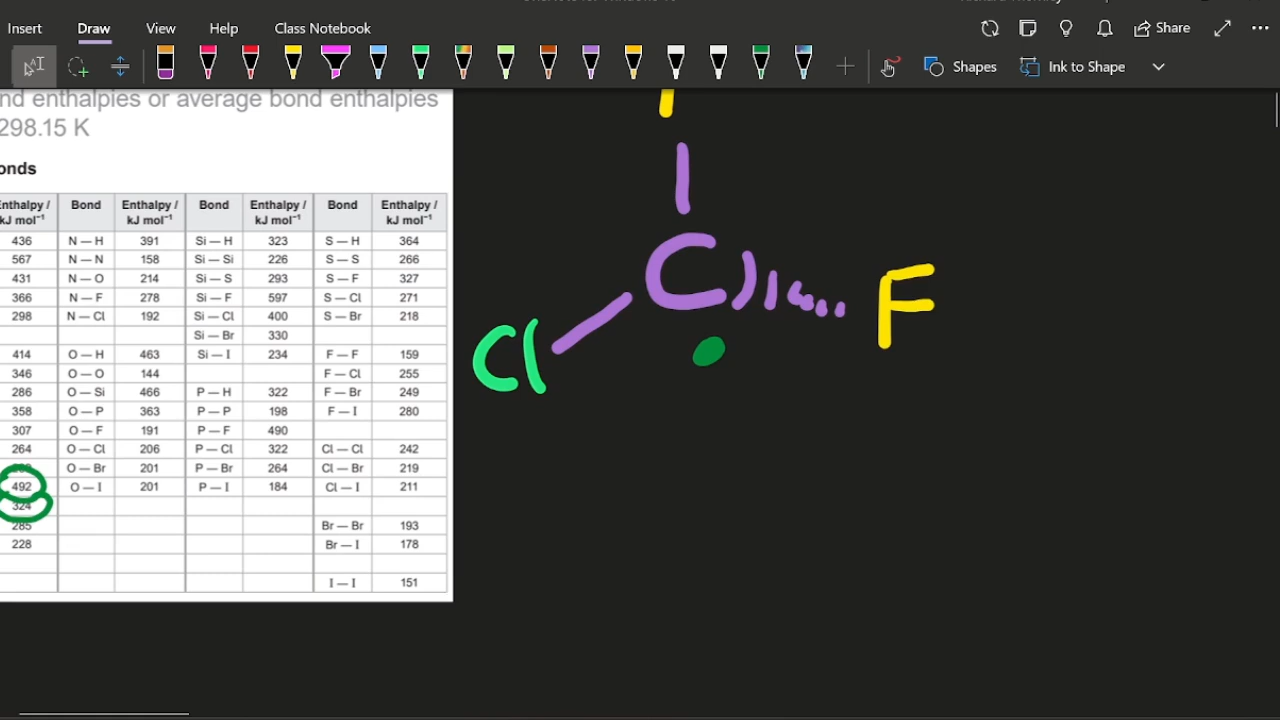 Insert Draw View Help Class Notebook Share
Shapes Ink to Shape
nd enthalpies or average bond enthalpies
298.15 K
onds
Enthalpy / kJ mol⁻¹ Bond Enthalpy / kJ mol⁻¹ Bond Enthalpy / kJ mol⁻¹ Bond Enthalpy / kJ mol⁻¹
436 N — H 391 Si — H 323 S — H 364
567 N — N 158 Si — Si 226 S — S 266
431 N — O 214 Si — S 293 S — F 327
366 N — F 278 Si — F 597 S — Cl 271
298 N — Cl 192 Si — Cl 400 S — Br 218
Si — Br 330
414 O — H 463 Si — I 234 F — F 159
346 O — O 144 F — Cl 255
286 O — Si 466 P — H 322 F — Br 249
358 O — P 363 P — P 198 F — I 280
307 O — F 191 P — F 490
264 O — Cl 206 P — Cl 322 Cl — Cl 242
O — Br 201 P — Br 264 Cl — Br 219
492 O — I 201 P — I 184 Cl — I 211
324
285 Br — Br 193
228 Br — I 178
I — I 151
C
F
Cl